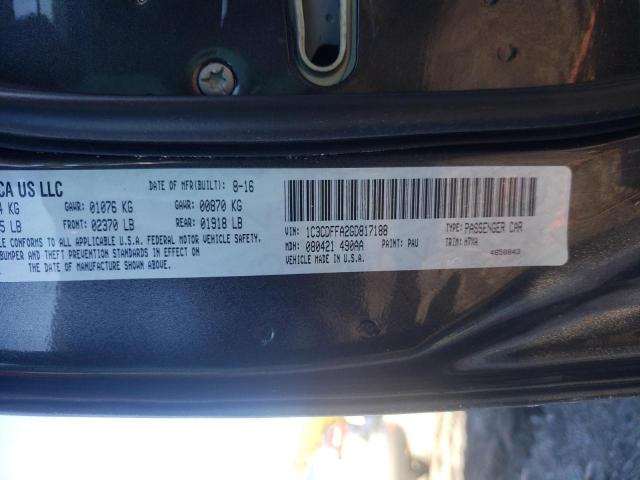 CA US LLC DATE OF MFR(BUILT): 8-16
KG GAWR: 01076 KG GAWR: 00870 KG
5 LB FRONT: 02370 LB REAR: 01918 LB
LE CONFORMS TO ALL APPLICABLE U.S.A. FEDERAL MOTOR VEHICLE SAFETY,
BUMPER AND THEFT PREVENTION STANDARDS IN EFFECT ON
THE DATE OF MANUFACTURE SHOWN ABOVE.
VIN: 1C3CDFFA2GD817188 TYPE: PASSENGER CAR
MDH: 080421 490AA PAINT: PAU TRIM: M7XA
VEHICLE MADE IN U.S.A. 4858843